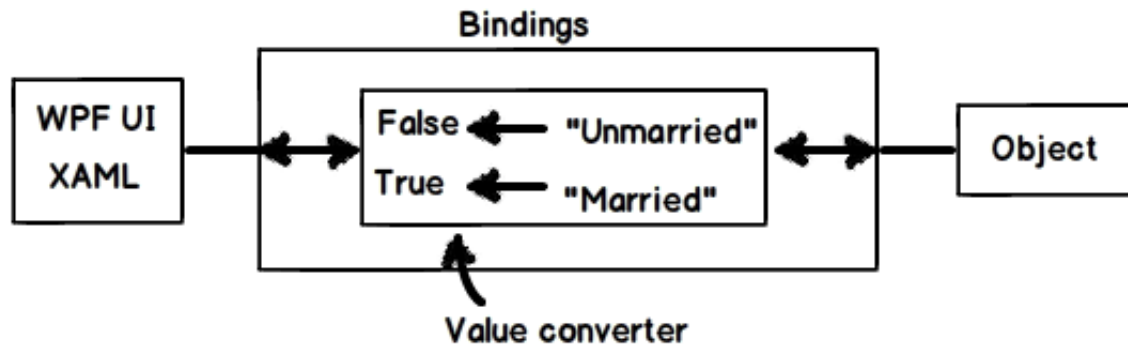 Bindings
WPF UI
XAML
False
"Unmarried"
True
"Married"
Object
Value converter